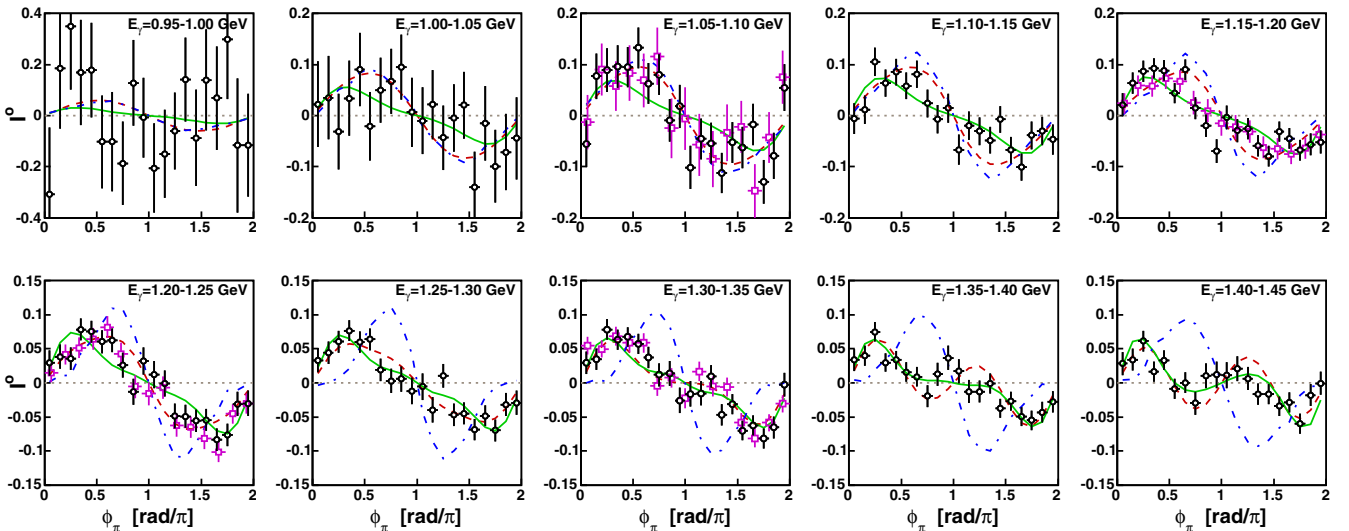 E_γ=0.95-1.00 GeV E_γ=1.00-1.05 GeV E_γ=1.05-1.10 GeV E_γ=1.10-1.15 GeV E_γ=1.15-1.20 GeV
0.4 0.2 0.2 0.2 0.2
0.2 0.1 0.1 0.1 0.1
I^o
0 0 0 0 0
-0.2 -0.1 -0.1 -0.1 -0.1
-0.4 -0.2 -0.2 -0.2 -0.2
0 0.5 1 1.5 2 0 0.5 1 1.5 2 0 0.5 1 1.5 2 0 0.5 1 1.5 2 0 0.5 1 1.5 2
E_γ=1.20-1.25 GeV E_γ=1.25-1.30 GeV E_γ=1.30-1.35 GeV E_γ=1.35-1.40 GeV E_γ=1.40-1.45 GeV
0.15 0.15 0.15 0.15 0.15
0.1 0.1 0.1 0.1 0.1
0.05 0.05 0.05 0.05 0.05
I^o
0 0 0 0 0
-0.05 -0.05 -0.05 -0.05 -0.05
-0.1 -0.1 -0.1 -0.1 -0.1
-0.15 -0.15 -0.15 -0.15 -0.15
0 0.5 1 1.5 2 0 0.5 1 1.5 2 0 0.5 1 1.5 2 0 0.5 1 1.5 2 0 0.5 1 1.5 2
ϕ_π [rad/π] ϕ_π [rad/π] ϕ_π [rad/π] ϕ_π [rad/π] ϕ_π [rad/π]